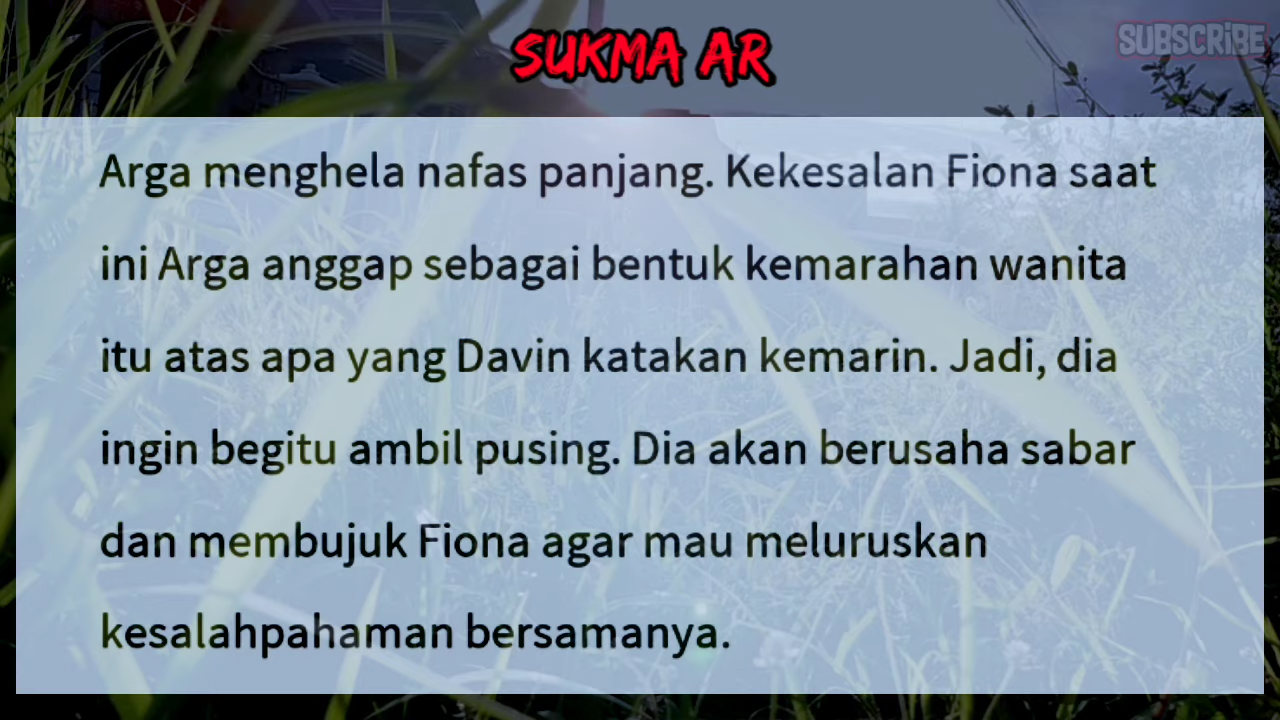 SUKMA AR
SUBSCRIBE
Arga menghela nafas panjang. Kekesalan Fiona saat
ini Arga anggap sebagai bentuk kemarahan wanita
itu atas apa yang Davin katakan kemarin. Jadi, dia
ingin begitu ambil pusing. Dia akan berusaha sabar
dan membujuk Fiona agar mau meluruskan
kesalahpahaman bersamanya.